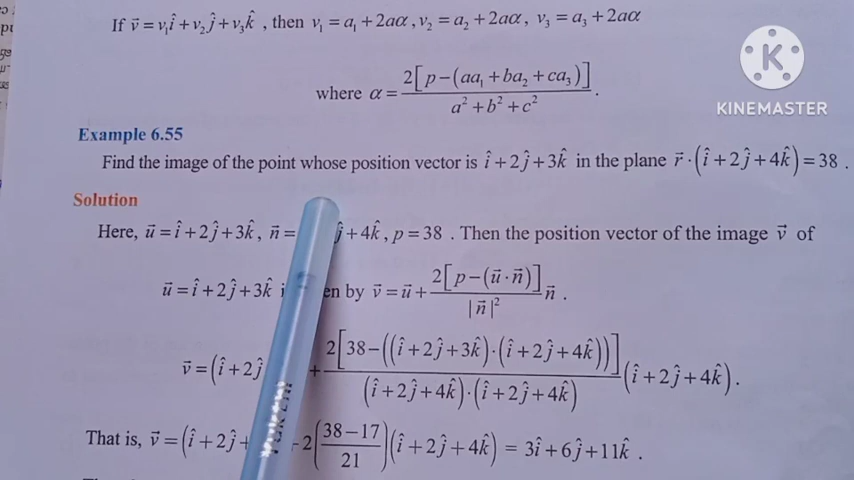 If v⃗ = v₁î + v₂ĵ + v₃k̂ , then v₁ = a₁ + 2aα , v₂ = a₂ + 2aα , v₃ = a₃ + 2aα
where α = 2[p − (aa₁ + ba₂ + ca₃)] / a² + b² + c² .
KINEMASTER
Example 6.55
Find the image of the point whose position vector is î + 2ĵ + 3k̂ in the plane r⃗ · (î + 2ĵ + 4k̂) = 38 .
Solution
Here, u⃗ = î + 2ĵ + 3k̂, n⃗ = ĵ + 4k̂ , p = 38 . Then the position vector of the image v⃗ of
u⃗ = î + 2ĵ + 3k̂ by v⃗ = u⃗ + 2[p − (u⃗ · n⃗)] / |n⃗|² n⃗ .
v⃗ = (î + 2ĵ + 2[38 − ((î + 2ĵ + 3k̂) · (î + 2ĵ + 4k̂))] / (î + 2ĵ + 4k̂) · (î + 2ĵ + 4k̂) (î + 2ĵ + 4k̂) .
That is, v⃗ = (î + 2ĵ + 2(38 − 17 / 21)(î + 2ĵ + 4k̂) = 3î + 6ĵ + 11k̂ .